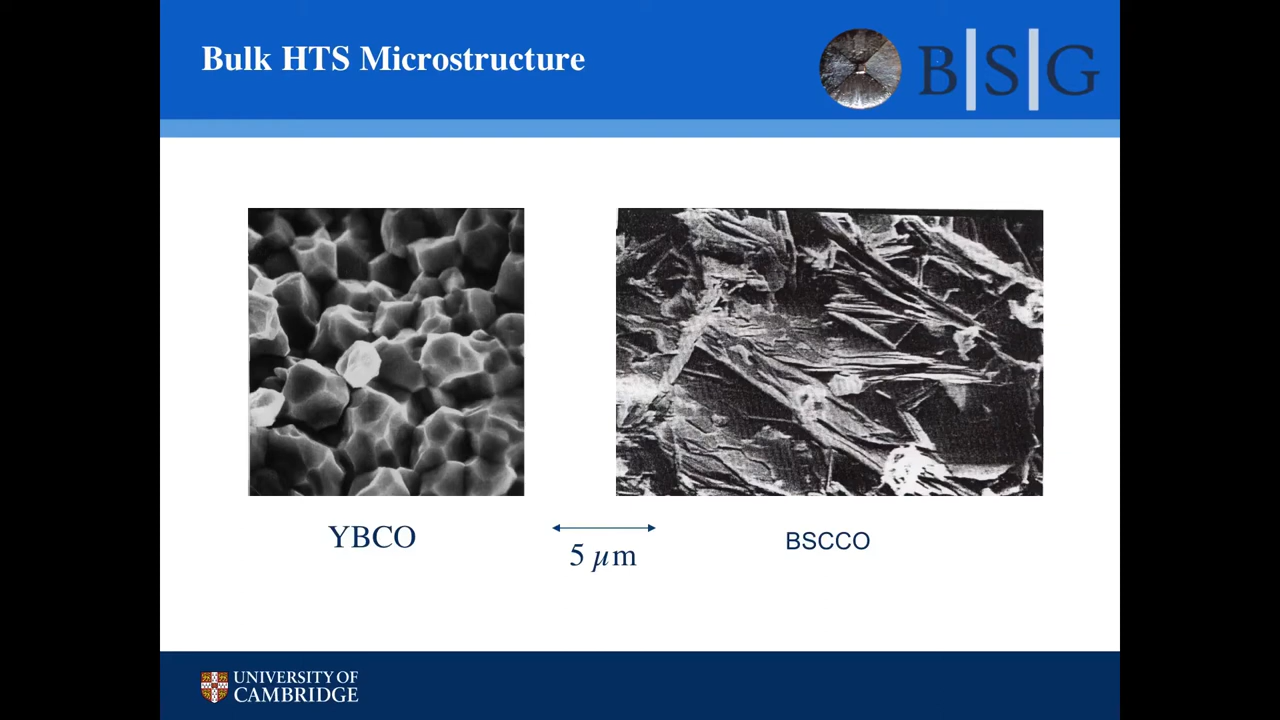 Bulk HTS Microstructure
B|S|G
YBCO
5 µm
BSCCO
UNIVERSITY OF
CAMBRIDGE